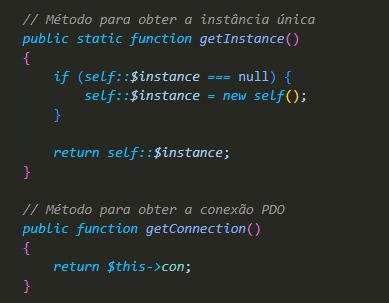 // Método para obter a instância única
public static function getInstance()
{
    if (self::$instance === null) {
        self::$instance = new self();
    }

    return self::$instance;
}

// Método para obter a conexão PDO
public function getConnection()
{
    return $this->con;
}